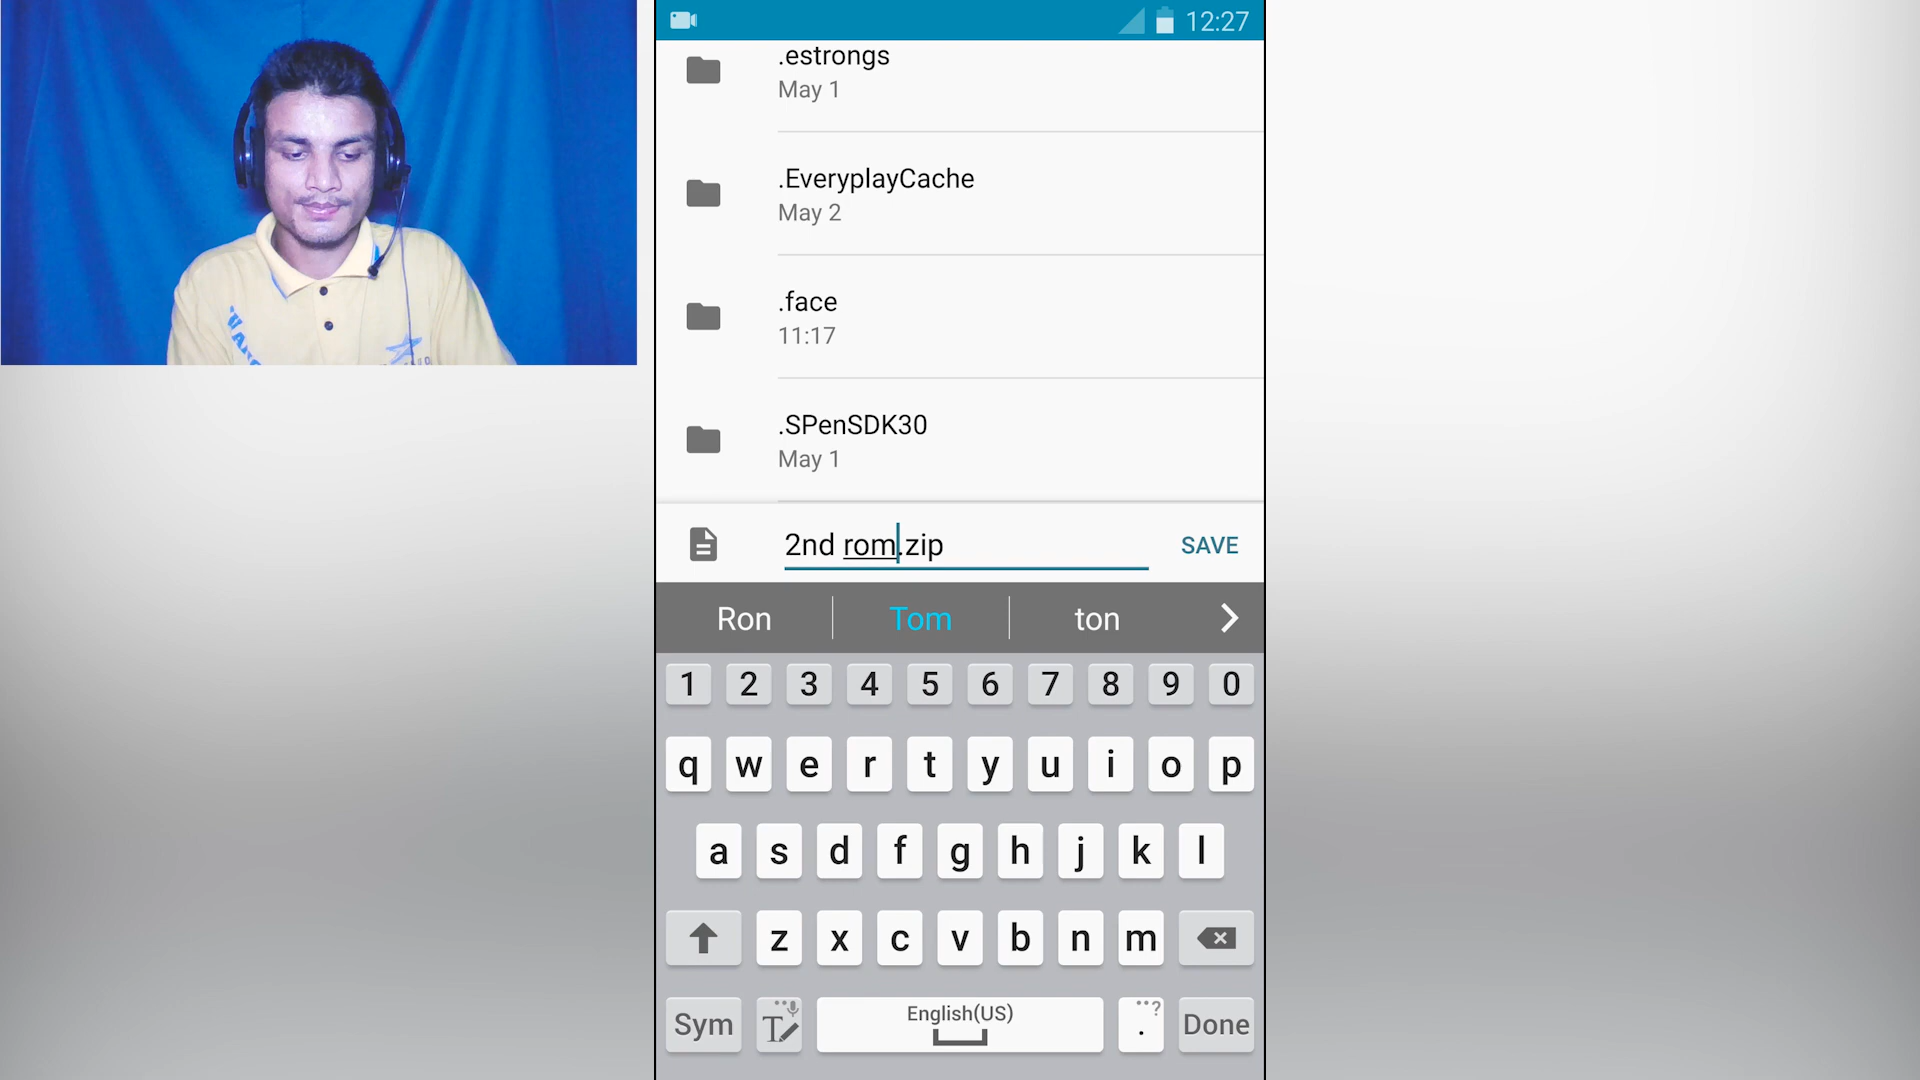 12:27
.estrongs
May 1
.EveryplayCache
May 2
.face
11:17
.SPenSDK30
May 1
2nd rom.zip SAVE
Ron Tom ton
1 2 3 4 5 6 7 8 9 0
q w e r t y u i o p
a s d f g h j k l
z x c v b n m
Sym T English(US) . ? Done